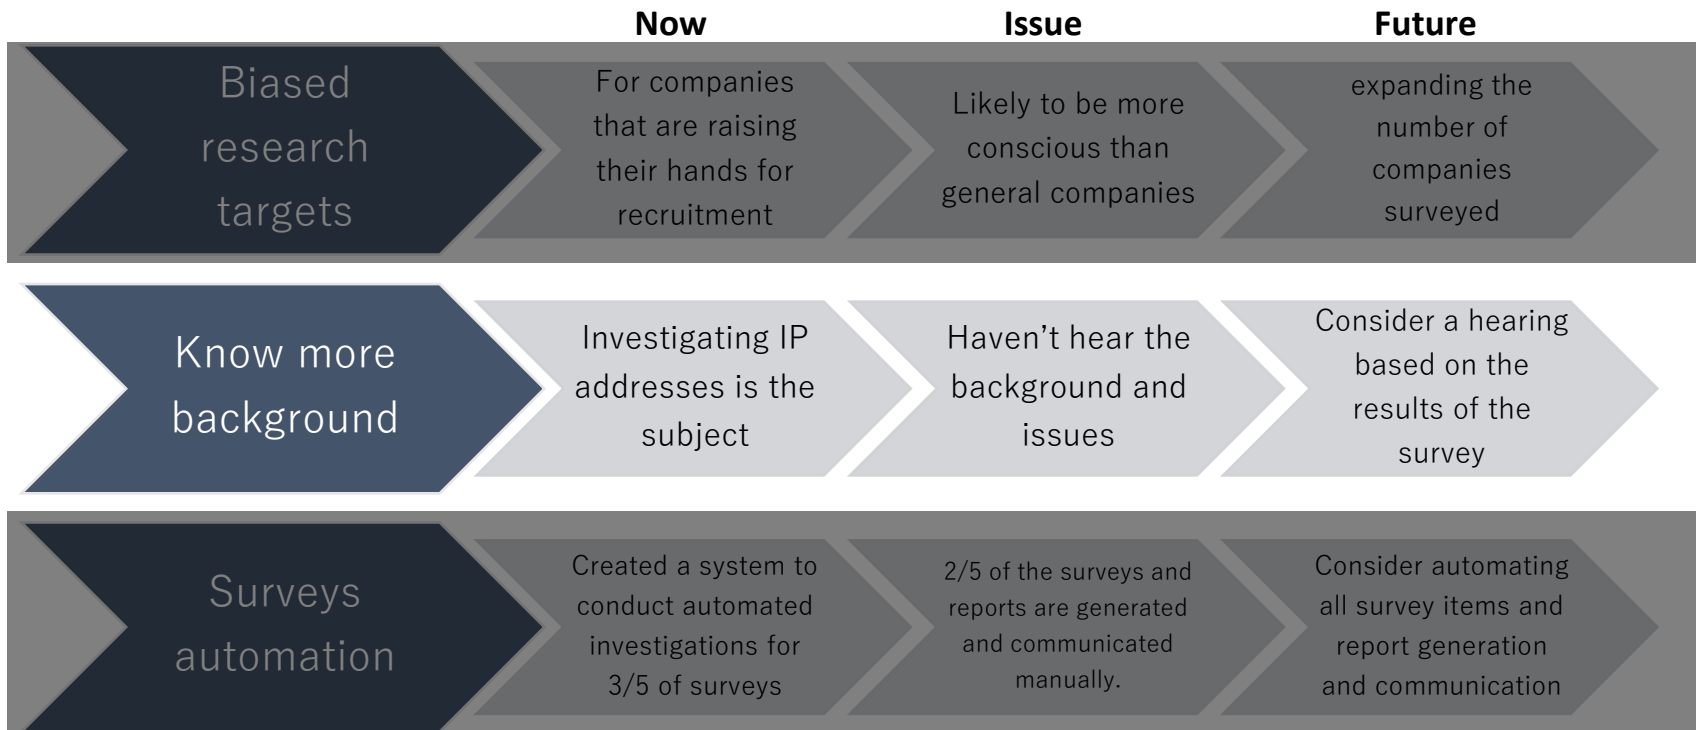 Now
Issue
Future
Biased
research
targets
For companies
that are raising
their hands for
recruitment
Likely to be more
conscious than
general companies
expanding the
number of
companies
surveyed
Know more
background
Investigating IP
addresses is the
subject
Haven’t hear the
background and
issues
Consider a hearing
based on the
results of the
survey
Surveys
automation
Created a system to
conduct automated
investigations for
3/5 of surveys
2/5 of the surveys and
reports are generated
and communicated
manually.
Consider automating
all survey items and
report generation
and communication